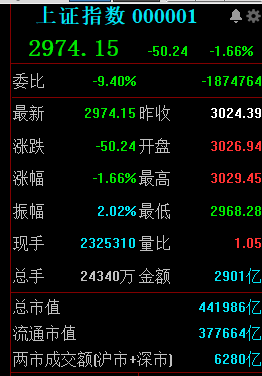 上证指数 000001
2974.15 -50.24 -1.66%
委比 -9.40% -1874764
最新 2974.15 昨收 3024.39
涨跌 -50.24 开盘 3026.94
涨幅 -1.66% 最高 3029.45
振幅 2.02% 最低 2968.28
现手 2325310 量比 1.05
总手 24340万 金额 2901亿
总市值 441986亿
流通市值 377664亿
两市成交额(沪市+深市) 6280亿